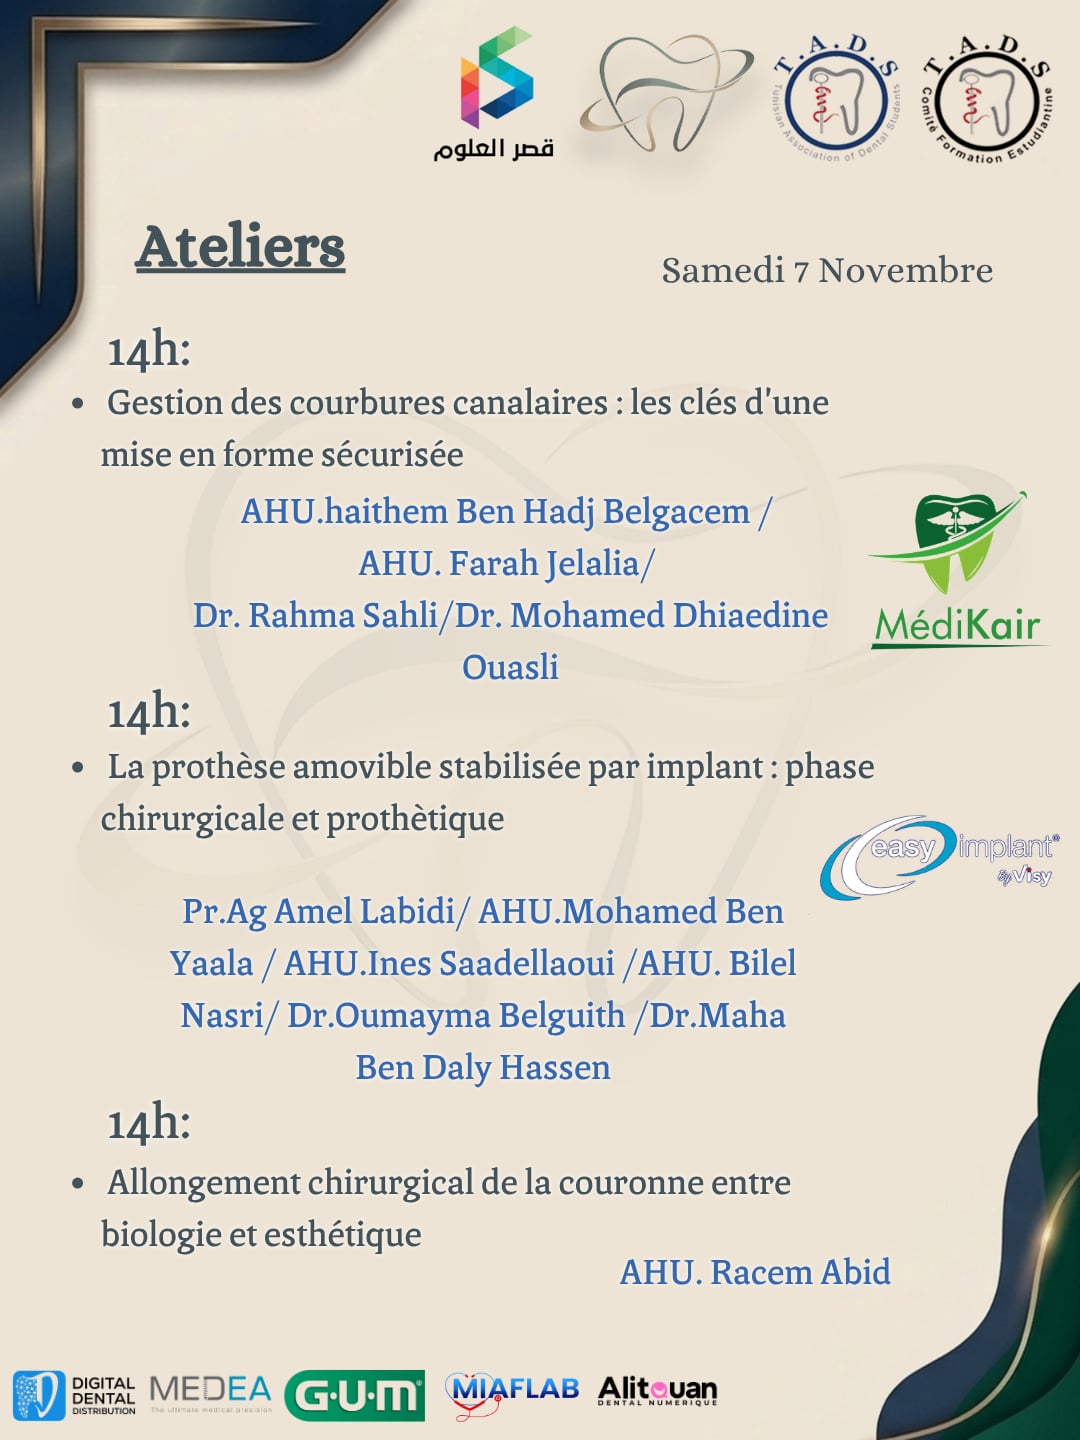 قصر العلوم
T.A.D.S
Tunisian Association of Dental Students
T.A.D.S
Comité Formation Estudiantine
Ateliers
Samedi 7 Novembre
14h:
• Gestion des courbures canalaires : les clés d'une
mise en forme sécurisée
AHU.haithem Ben Hadj Belgacem /
AHU. Farah Jelalia/
Dr. Rahma Sahli/Dr. Mohamed Dhiaedine
Ouasli
MédiKair
14h:
• La prothèse amovible stabilisée par implant : phase
chirurgicale et prothètique
easy implant®
By Visy
Pr.Ag Amel Labidi/ AHU.Mohamed Ben
Yaala / AHU.Ines Saadellaoui /AHU. Bilel
Nasri/ Dr.Oumayma Belguith /Dr.Maha
Ben Daly Hassen
14h:
• Allongement chirurgical de la couronne entre
biologie et esthétique
AHU. Racem Abid
DIGITAL
DENTAL
DISTRIBUTION
MEDEA
The ultimate medical precision
G·U·M
MIAFLAB
Alitouan
DENTAL NUMERIQUE